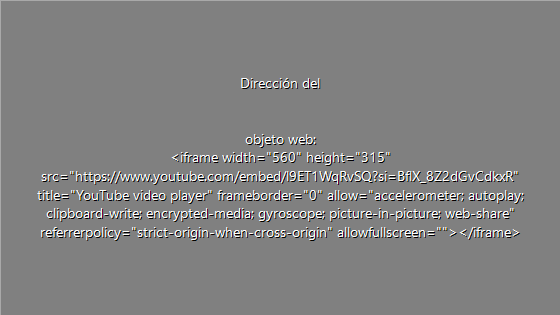 Dirección del
objeto web:
<iframe width="560" height="315"
src="https://www.youtube.com/embed/l9ET1WqRvSQ?si=BflX_8Z2dGvCdkxR"
title="YouTube video player" frameborder="0" allow="accelerometer; autoplay;
clipboard-write; encrypted-media; gyroscope; picture-in-picture; web-share"
referrerpolicy="strict-origin-when-cross-origin" allowfullscreen=""></iframe>